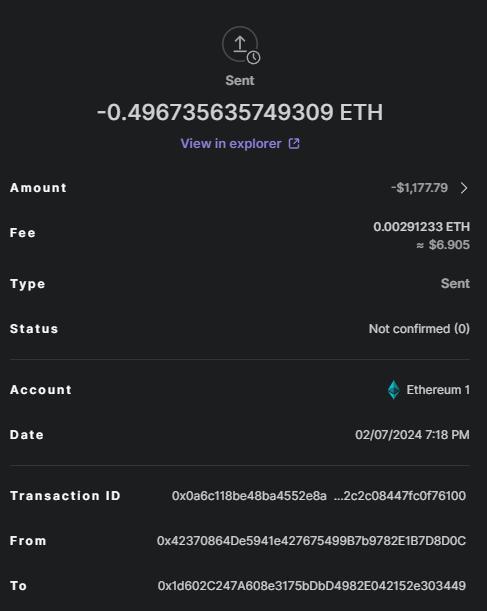 Sent
-0.496735635749309 ETH
View in explorer
Amount -$1,177.79
Fee 0.00291233 ETH
≈ $6.905
Type Sent
Status Not confirmed (0)
Account Ethereum 1
Date 02/07/2024 7:18 PM
Transaction ID 0x0a6c118be48ba4552e8a ...2c2c08447fc0f76100
From 0x42370864De5941e427675499B7b9782E1B7D8D0C
To 0x1d602C247A608e3175bDbD4982E042152e303449